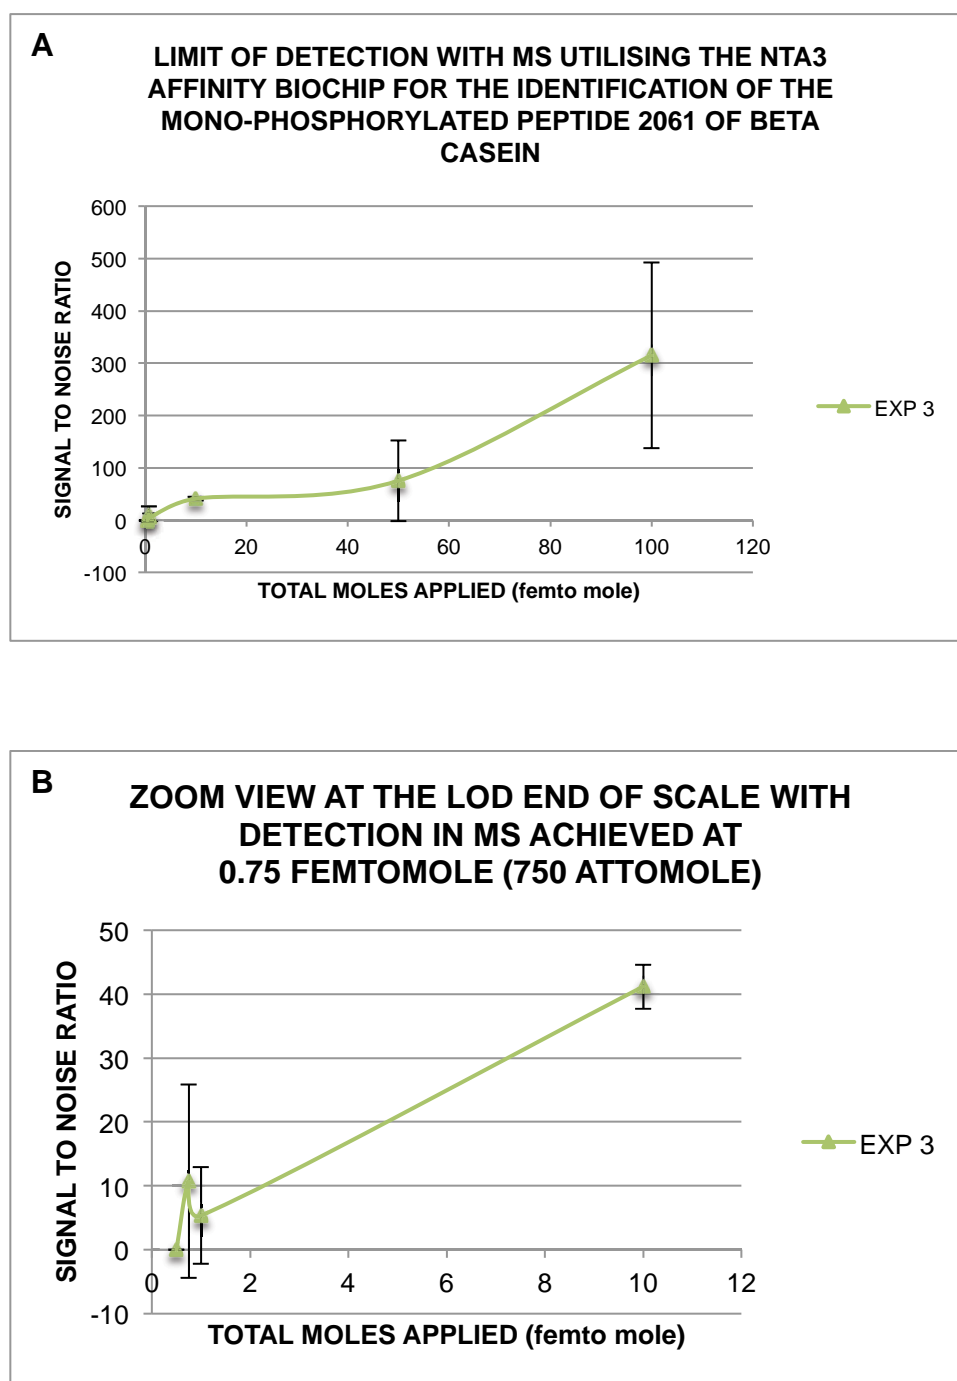 A
LIMIT OF DETECTION WITH MS UTILISING THE NTA3
AFFINITY BIOCHIP FOR THE IDENTIFICATION OF THE
MONO-PHOSPHORYLATED PEPTIDE 2061 OF BETA
CASEIN
600
500
400
300
200
100
0
-100
SIGNAL TO NOISE RATIO
0 20 40 60 80 100 120
TOTAL MOLES APPLIED (femto mole)
EXP 3
B
ZOOM VIEW AT THE LOD END OF SCALE WITH
DETECTION IN MS ACHIEVED AT
0.75 FEMTOMOLE (750 ATTOMOLE)
50
40
30
20
10
0
-10
SIGNAL TO NOISE RATIO
0 2 4 6 8 10 12
TOTAL MOLES APPLIED (femto mole)
EXP 3